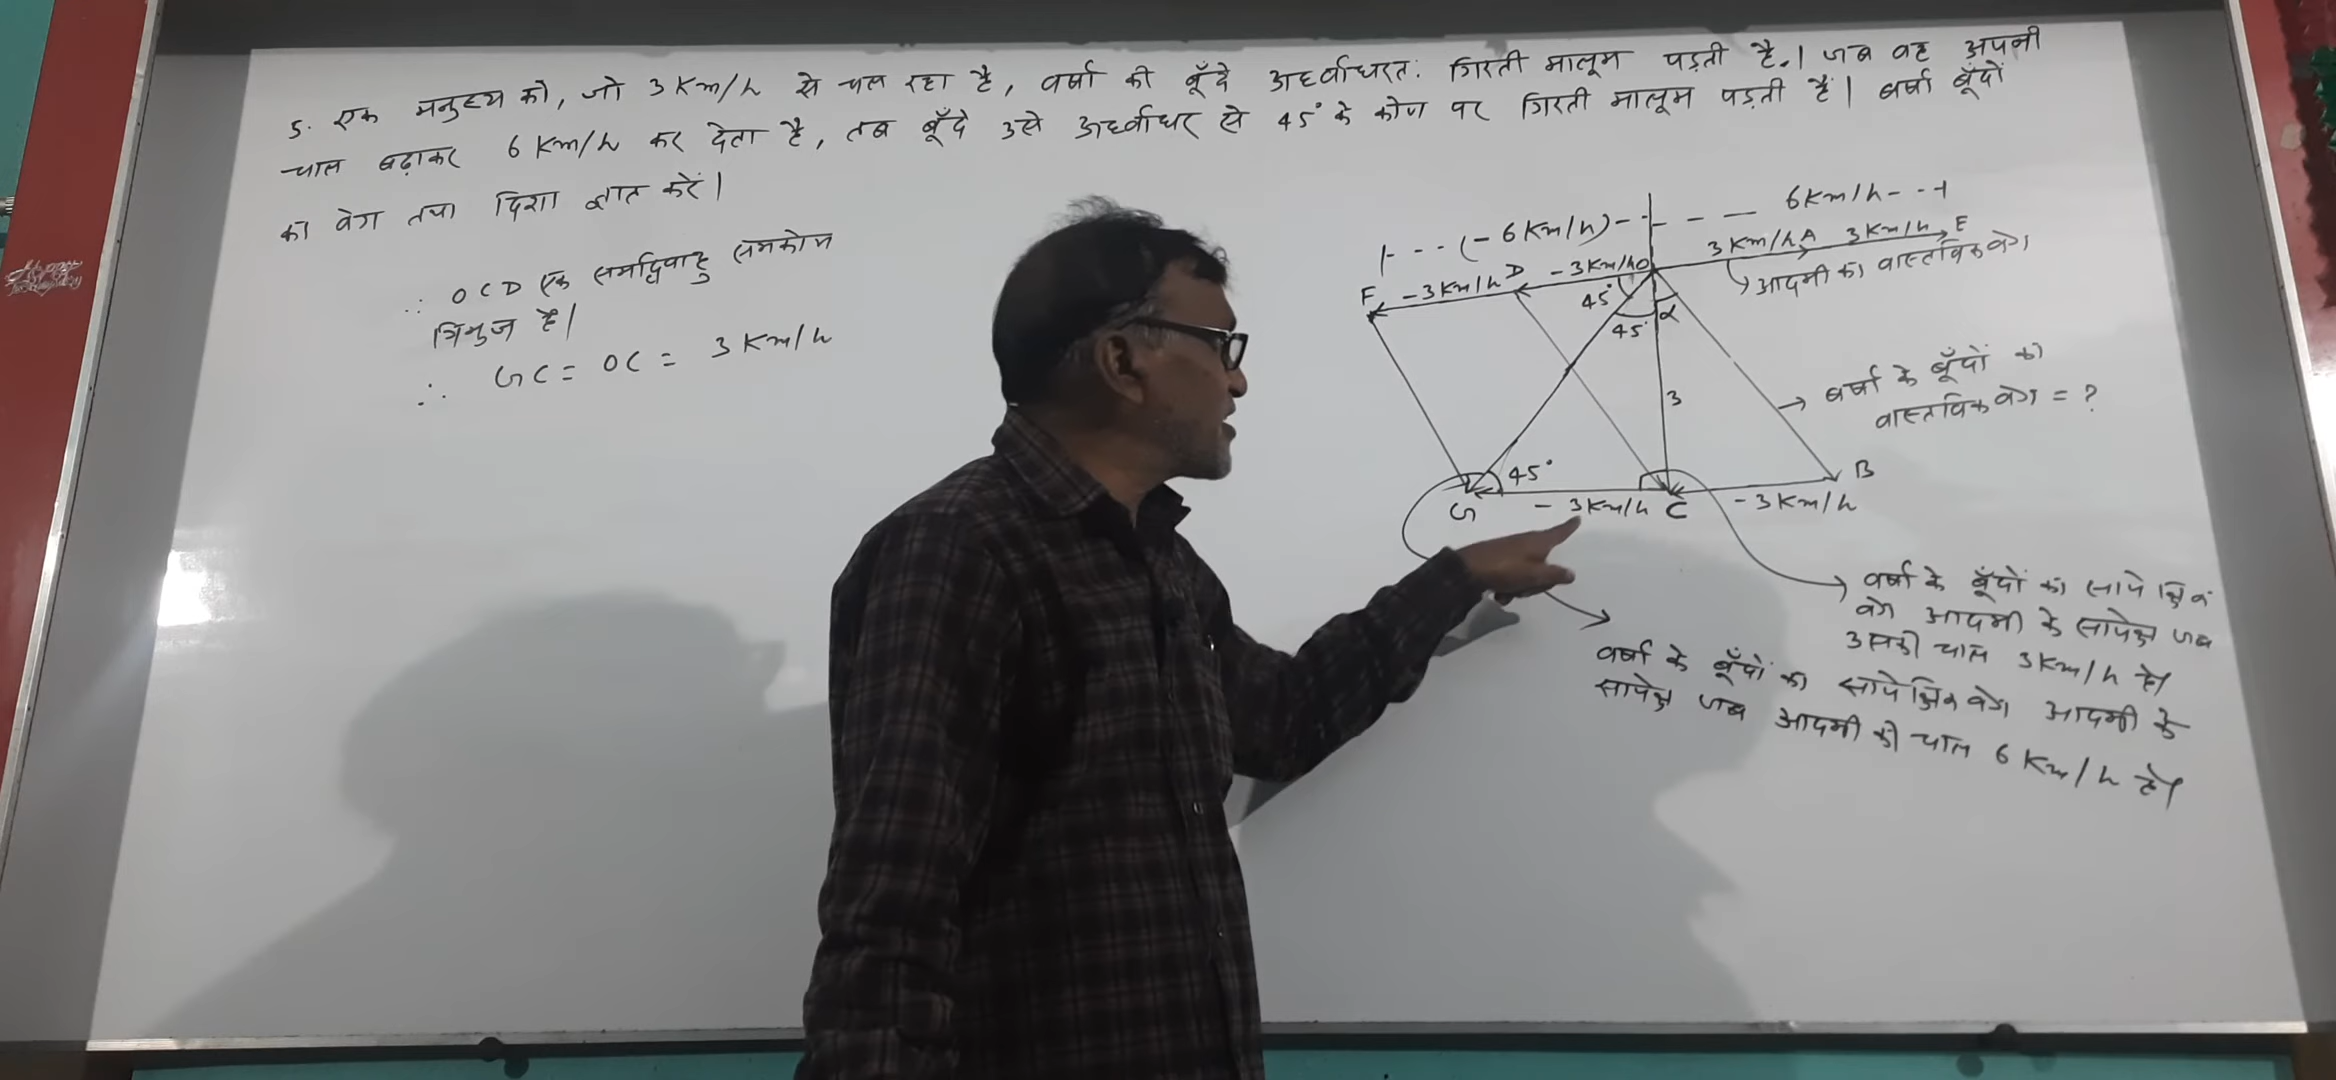 5. एक मनुष्य को, जो 3 Km/h से चल रहा है, वर्षा की बूँदे उर्ध्वाधरत: गिरती मालूम पड़ती है। जब वह अपनी
चाल बढ़ाकर 6 Km/h कर देता है, तब बूँदे उसे उर्ध्वाधर से 45° के कोण पर गिरती मालूम पड़ती हैं। वर्षा बूँदों
का वेग तथा दिशा ज्ञात करें।
∴ OCD एक समद्विबाहु समकोण
त्रिभुज है।
∴ GC = OC = 3 Km/h
6 Km/h
(-6 Km/h)
F -3 Km/h D -3 Km/h O 3 Km/h A 3 Km/h E
आदमी का वास्तविक वेग
45°
45° α
3
वर्षा के बूँदों का
वास्तविक वेग = ?
45°
G -3 Km/h C -3 Km/h B
वर्षा के बूँदों का सापेक्षिक
वेग आदमी के सापेक्ष जब
उसकी चाल 3 Km/h है।
वर्षा के बूँदों का सापेक्षिक वेग आदमी के
सापेक्ष जब आदमी की चाल 6 Km/h है।